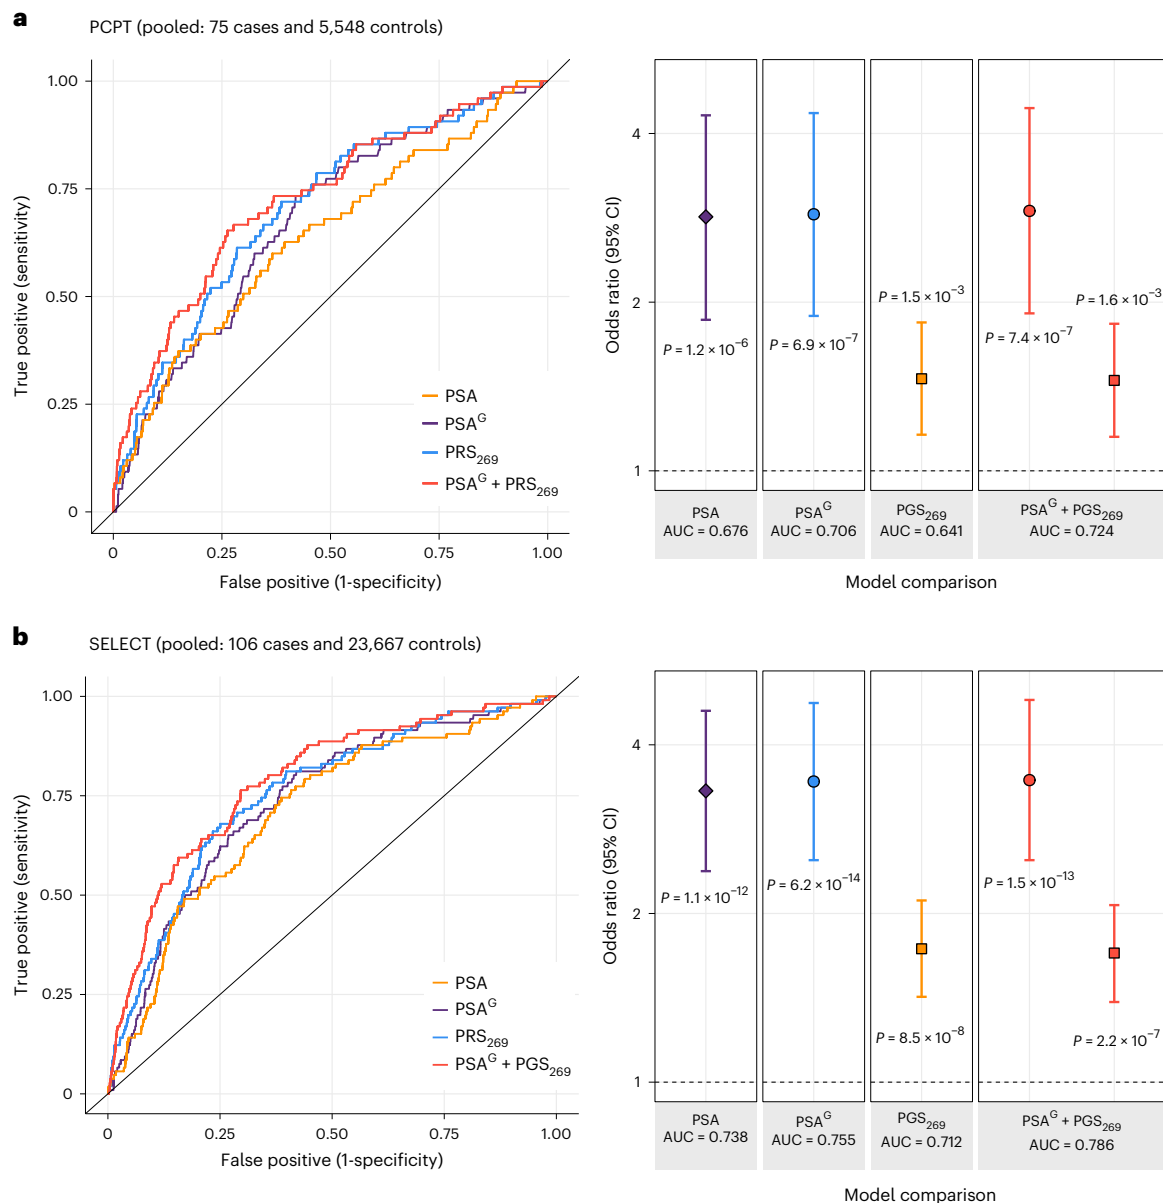 a
PCPT (pooled: 75 cases and 5,548 controls)
1.00
0.75
0.50
0.25
0
True positive (sensitivity)
PSA
PSA^G
PRS_269
PSA^G + PRS_269
0
0.25
0.50
0.75
1.00
False positive (1-specificity)
Odds ratio (95% CI)
4
2
1
P = 1.2 × 10^−6
P = 6.9 × 10^−7
P = 1.5 × 10^−3
P = 7.4 × 10^−7
P = 1.6 × 10^−3
PSA
AUC = 0.676
PSA^G
AUC = 0.706
PGS_269
AUC = 0.641
PSA^G + PGS_269
AUC = 0.724
Model comparison
b
SELECT (pooled: 106 cases and 23,667 controls)
1.00
0.75
0.50
0.25
0
True positive (sensitivity)
PSA
PSA^G
PRS_269
PSA^G + PGS_269
0
0.25
0.50
0.75
1.00
False positive (1-specificity)
Odds ratio (95% CI)
4
2
1
P = 1.1 × 10^−12
P = 6.2 × 10^−14
P = 8.5 × 10^−8
P = 1.5 × 10^−13
P = 2.2 × 10^−7
PSA
AUC = 0.738
PSA^G
AUC = 0.755
PGS_269
AUC = 0.712
PSA^G + PGS_269
AUC = 0.786
Model comparison